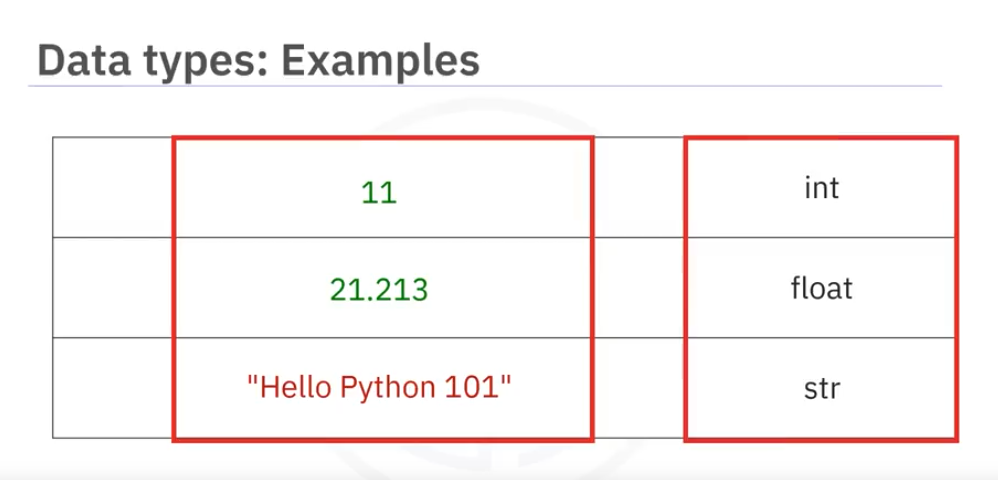 Data types: Examples
11 int
21.213 float
"Hello Python 101" str